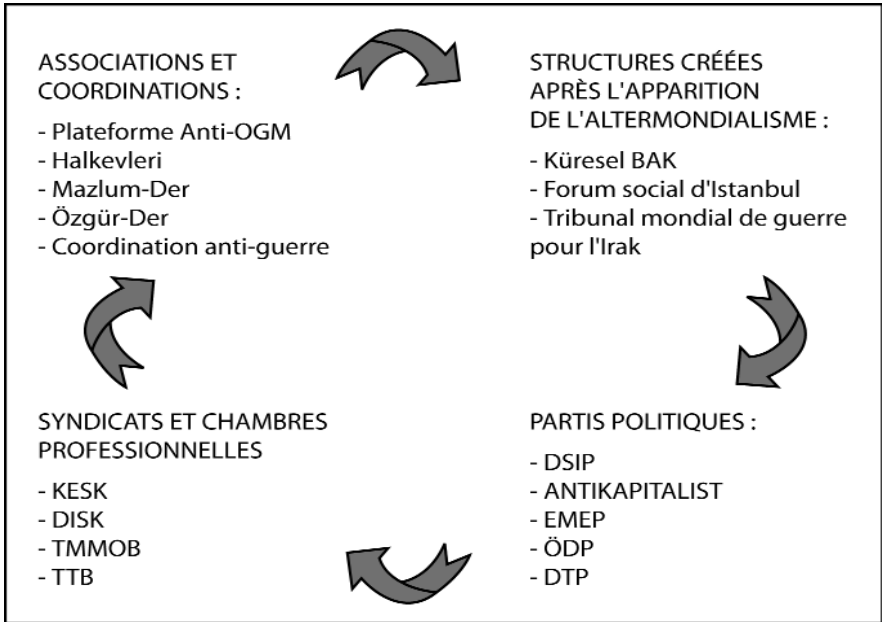 ASSOCIATIONS ET
COORDINATIONS :
- Plateforme Anti-OGM
- Halkevleri
- Mazlum-Der
- Özgür-Der
- Coordination anti-guerre
STRUCTURES CRÉÉES
APRÈS L'APPARITION
DE L'ALTERMONDIALISME :
- Küresel BAK
- Forum social d'Istanbul
- Tribunal mondial de guerre
pour l'Irak
SYNDICATS ET CHAMBRES
PROFESSIONNELLES
- KESK
- DISK
- TMMOB
- TTB
PARTIS POLITIQUES :
- DSIP
- ANTIKAPITALIST
- EMEP
- ÖDP
- DTP